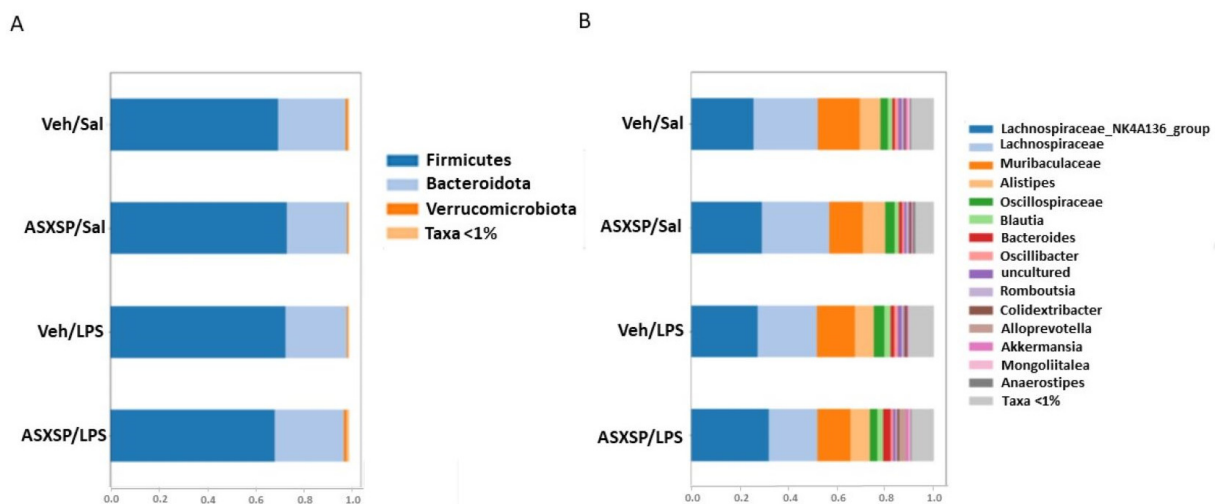 A
B
Veh/Sal
ASXSP/Sal
Veh/LPS
ASXSP/LPS
0.0 0.2 0.4 0.6 0.8 1.0
Firmicutes
Bacteroidota
Verrucomicrobiota
Taxa <1%
Veh/Sal
ASXSP/Sal
Veh/LPS
ASXSP/LPS
0.0 0.2 0.4 0.6 0.8 1.0
Lachnospiraceae_NK4A136_group
Lachnospiraceae
Muribaculaceae
Alistipes
Oscillospiraceae
Blautia
Bacteroides
Oscillibacter
uncultured
Romboutsia
Colidextribacter
Alloprevotella
Akkermansia
Mongoliitalea
Anaerostipes
Taxa <1%